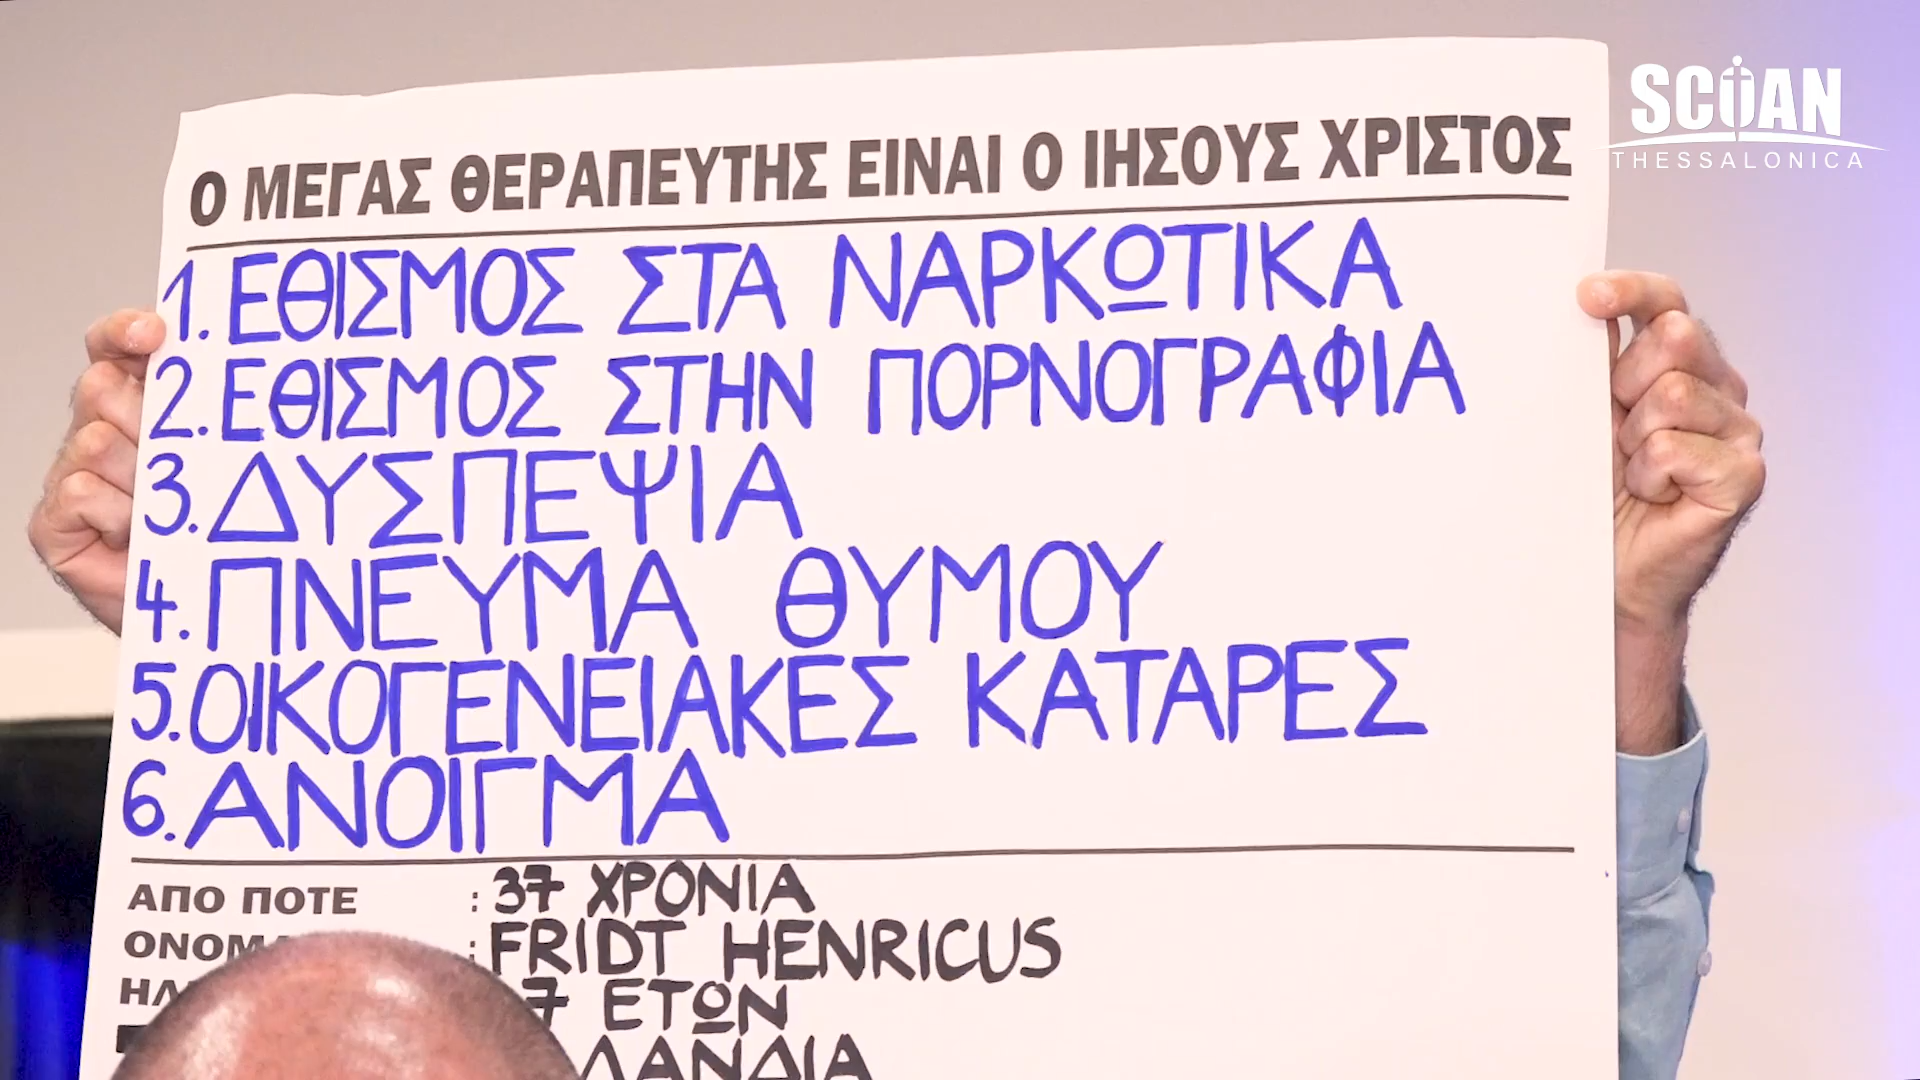 SCOAN
THESSALONICA
Ο ΜΕΓΑΣ ΘΕΡΑΠΕΥΤΗΣ ΕΙΝΑΙ Ο ΙΗΣΟΥΣ ΧΡΙΣΤΟΣ
1. ΕΘΙΣΜΟΣ ΣΤΑ ΝΑΡΚΩΤΙΚΑ
2. ΕΘΙΣΜΟΣ ΣΤΗΝ ΠΟΡΝΟΓΡΑΦΙΑ
3. ΔΥΣΠΕΨΙΑ
4. ΠΝΕΥΜΑ ΘΥΜΟΥ
5. ΟΙΚΟΓΕΝΕΙΑΚΕΣ ΚΑΤΑΡΕΣ
6. ΑΝΟΙΓΜΑ
ΑΠΟ ΠΟΤΕ : 37 ΧΡΟΝΙΑ
: FRIDT HENRICUS
ΕΤΩΝ